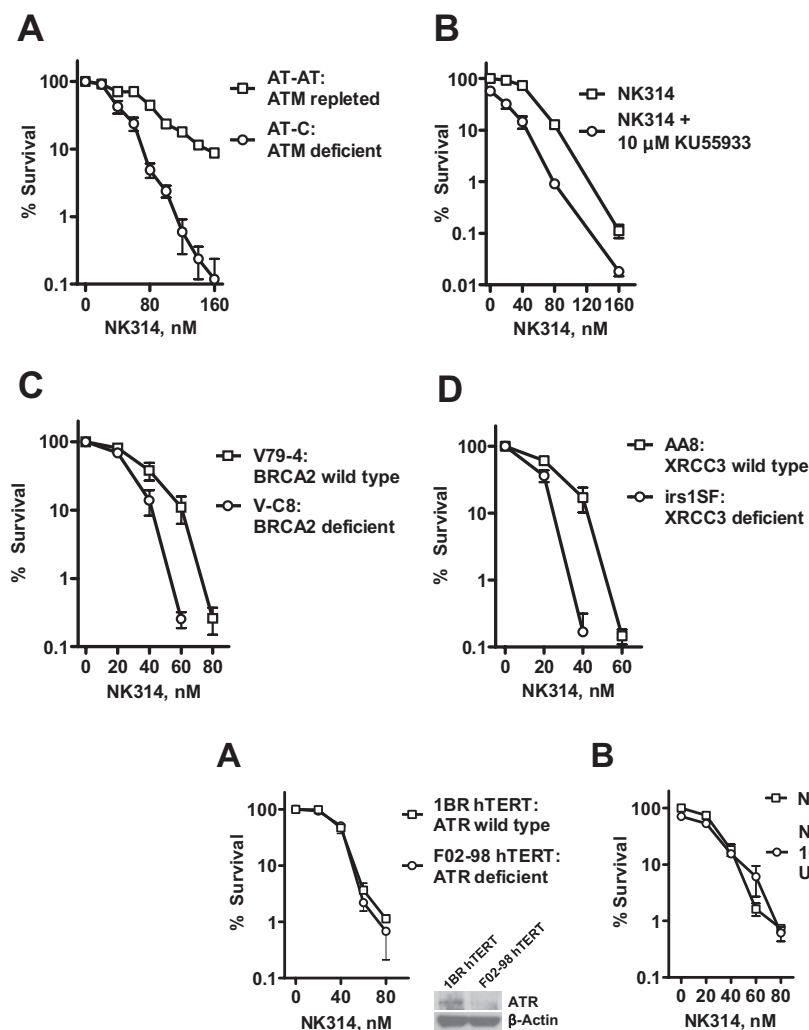 A
100
10
1
0.1
% Survival
0
80
160
NK314, nM
AT-AT:
ATM repleted
AT-C:
ATM deficient
B
100
10
1
0.1
0.01
% Survival
0
40
80
120
160
NK314, nM
NK314
NK314 +
10 µM KU55933
C
100
10
1
0.1
% Survival
0
20
40
60
80
NK314, nM
V79-4:
BRCA2 wild type
V-C8:
BRCA2 deficient
D
100
10
1
0.1
% Survival
0
20
40
60
NK314, nM
AA8:
XRCC3 wild type
irs1SF:
XRCC3 deficient
A
100
10
1
0.1
% Survival
0
40
80
NK314, nM
1BR hTERT:
ATR wild type
F02-98 hTERT:
ATR deficient
1BR hTERT
F02-98 hTERT
ATR
β-Actin
B
100
10
1
0.1
% Survival
0
20
40
60
80
NK314, nM
N
N
1
U